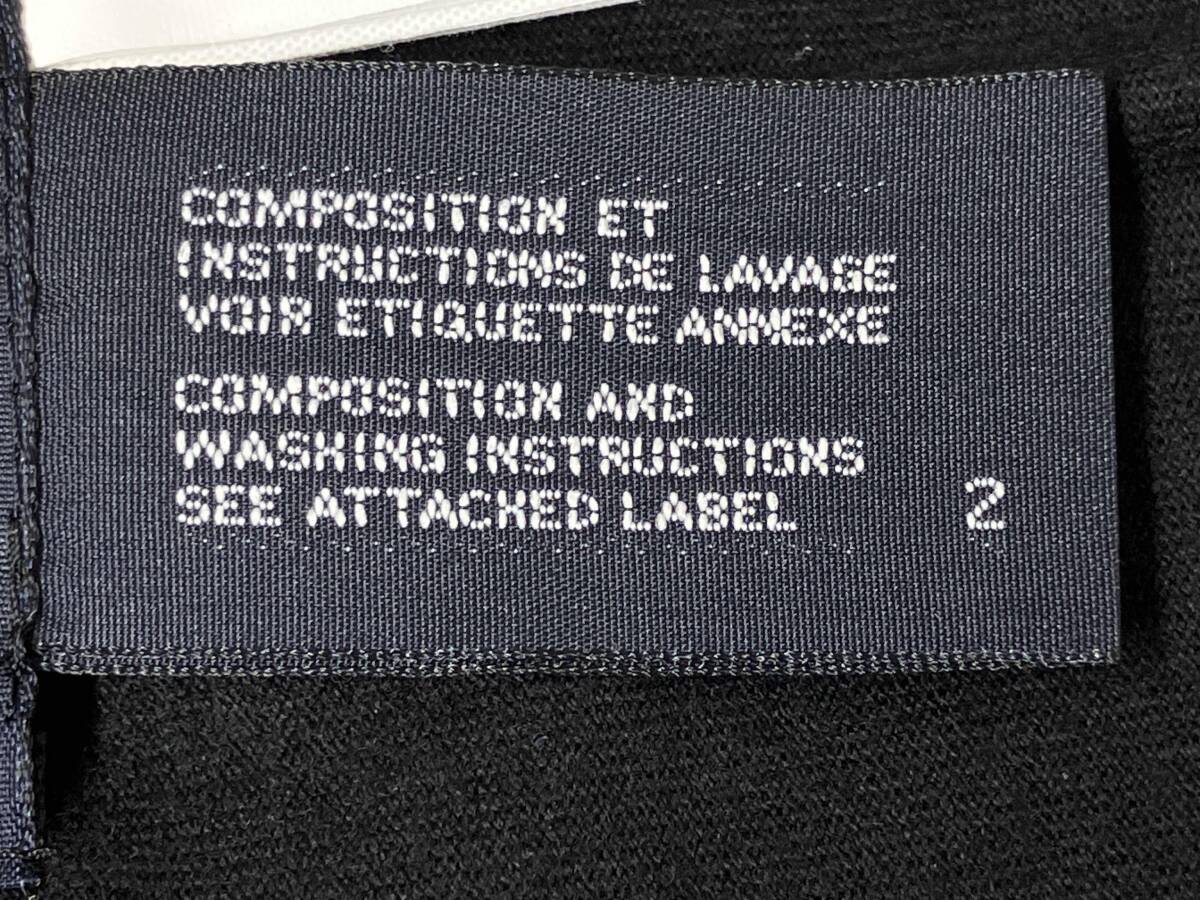 COMPOSITION ET
INSTRUCTIONS DE LAVAGE
VOIR ETIQUETTE ANNEXE
COMPOSITION AND
WASHING INSTRUCTIONS
SEE ATTACHED LABEL 2